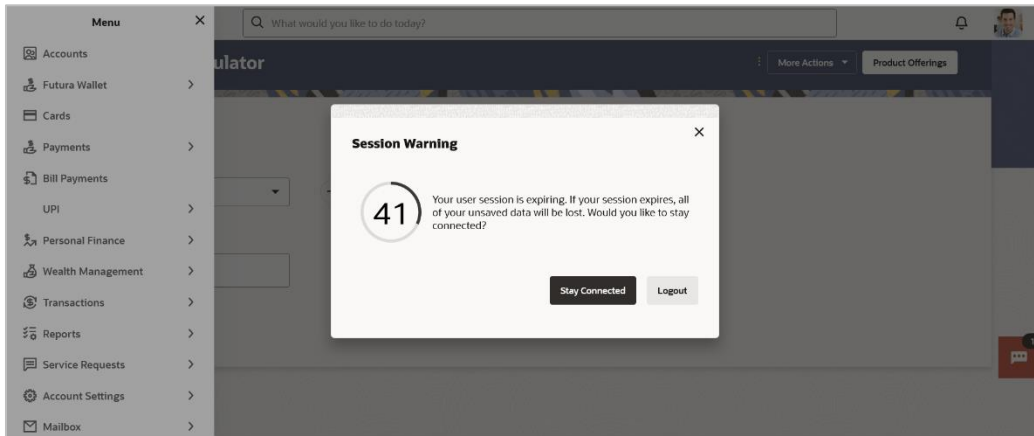 Menu
What would you like to do today?
Accounts
Futura Wallet
Cards
Payments
Bill Payments
UPI
Personal Finance
Wealth Management
Transactions
Reports
Service Requests
Account Settings
Mailbox
ulator
More Actions
Product Offerings
Session Warning
41
Your user session is expiring. If your session expires, all
of your unsaved data will be lost. Would you like to stay
connected?
Stay Connected
Logout